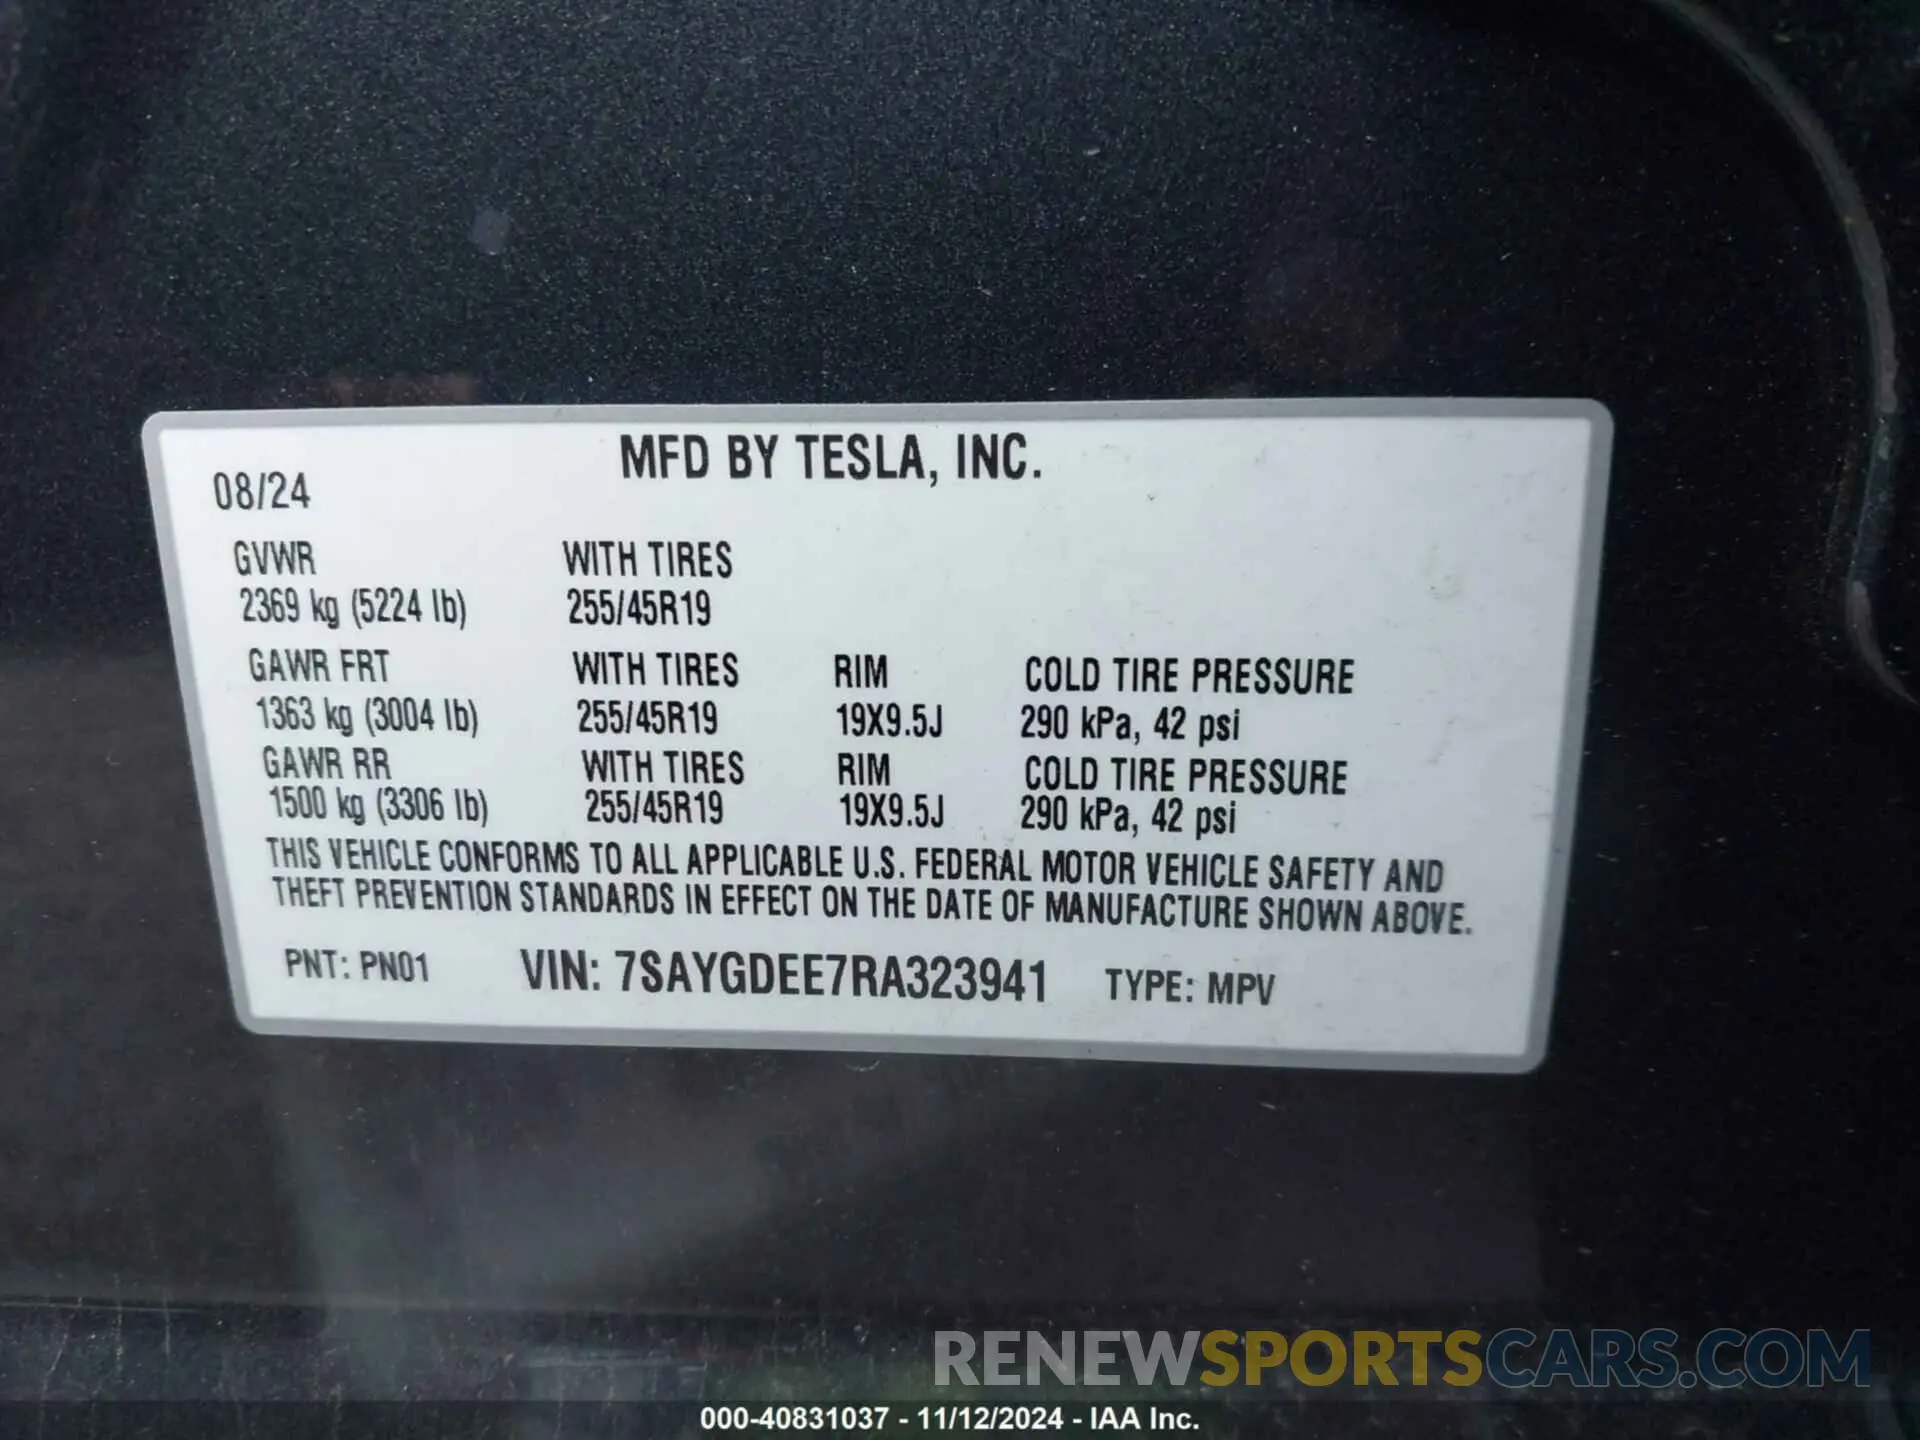 MFD BY TESLA, INC.
08/24
GVWR WITH TIRES
2369 kg (5224 lb) 255/45R19
GAWR FRT WITH TIRES RIM COLD TIRE PRESSURE
1363 kg (3004 lb) 255/45R19 19X9.5J 290 kPa, 42 psi
GAWR RR WITH TIRES RIM COLD TIRE PRESSURE
1500 kg (3306 lb) 255/45R19 19X9.5J 290 kPa, 42 psi
THIS VEHICLE CONFORMS TO ALL APPLICABLE U.S. FEDERAL MOTOR VEHICLE SAFETY AND
THEFT PREVENTION STANDARDS IN EFFECT ON THE DATE OF MANUFACTURE SHOWN ABOVE.
PNT: PN01 VIN: 7SAYGDEE7RA323941 TYPE: MPV
RENEWSPORTSCARS.COM
000-40831037 - 11/12/2024 - IAA Inc.